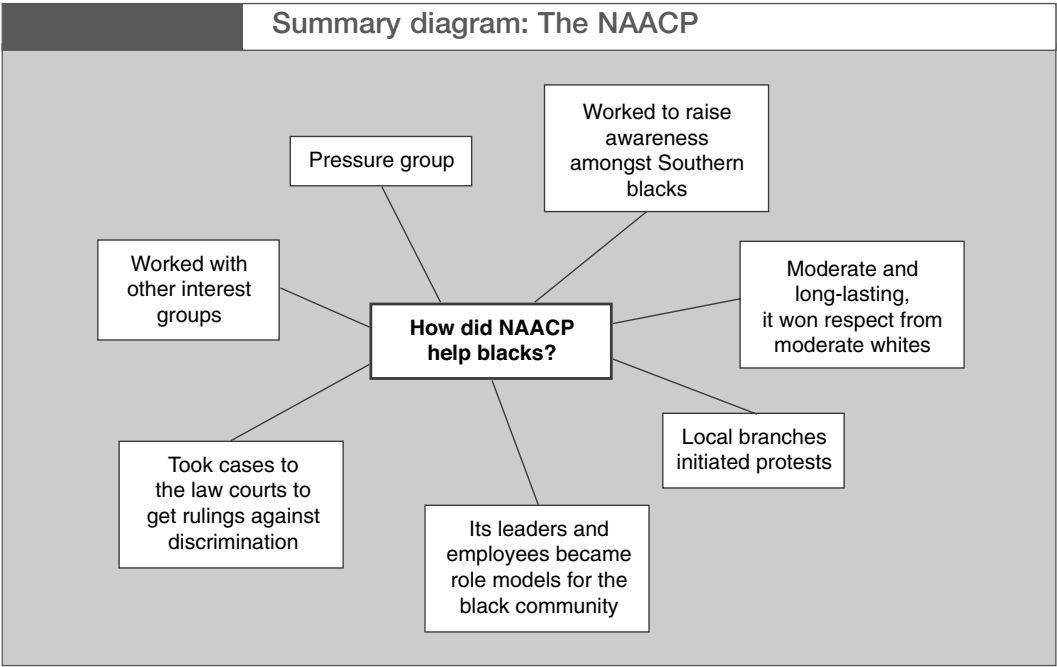 Summary diagram: The NAACP
Pressure group
Worked to raise
awareness
amongst Southern
blacks
Worked with
other interest
groups
Moderate and
long-lasting,
it won respect from
moderate whites
How did NAACP
help blacks?
Local branches
initiated protests
Took cases to
the law courts to
get rulings against
discrimination
Its leaders and
employees became
role models for the
black community